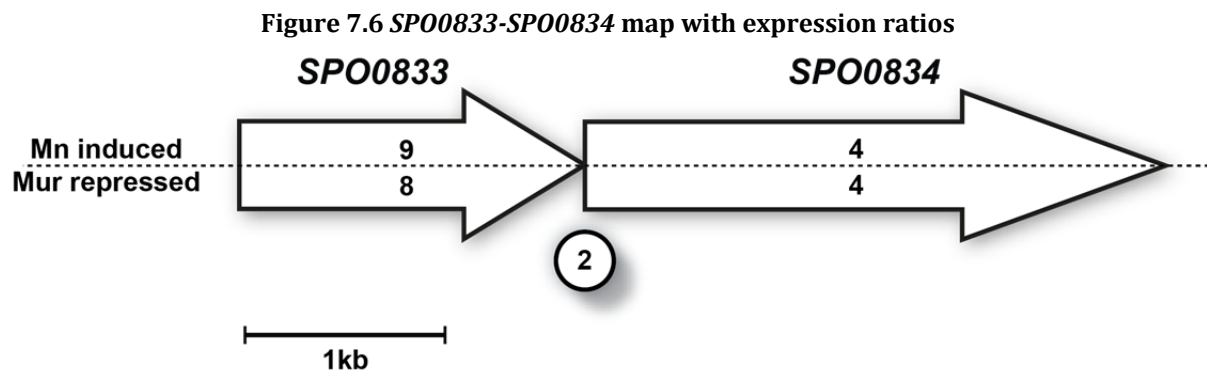 Figure 7.6 SPO0833-SPO0834 map with expression ratios
SPO0833 SPO0834
Mn induced 9 4
Mur repressed 8 4
2
1kb